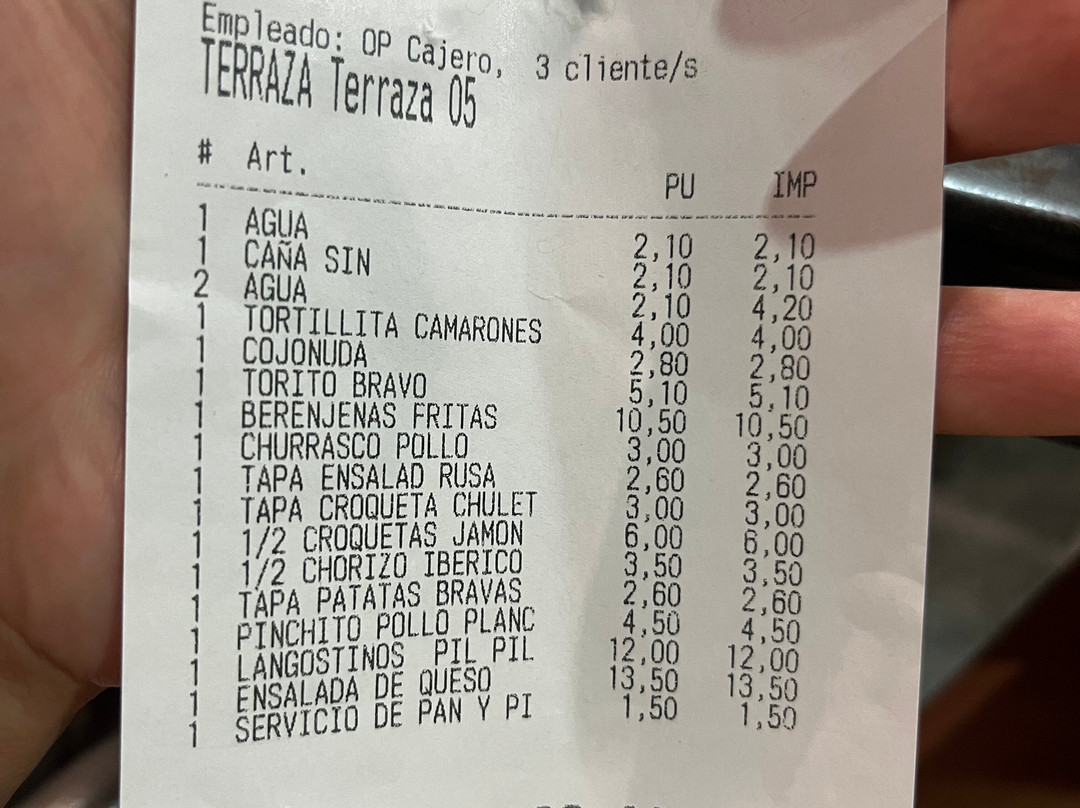 Empleado: OP Cajero, 3 cliente/s
TERRAZA Terraza 05
# Art. PU IMP
1 AGUA 2,10 2,10
1 CAÑA SIN 2,10 2,10
2 AGUA 2,10 4,20
1 TORTILLITA CAMARONES 4,00 4,00
1 COJONUDA 2,80 2,80
1 TORITO BRAVO 5,10 5,10
1 BERENJENAS FRITAS 10,50 10,50
1 CHURRASCO POLLO 3,00 3,00
1 TAPA ENSALAD RUSA 2,60 2,60
1 TAPA CROQUETA CHULET 3,00 3,00
1 1/2 CROQUETAS JAMON 6,00 6,00
1 1/2 CHORIZO IBERICO 3,50 3,50
1 TAPA PATATAS BRAVAS 2,60 2,60
1 PINCHITO POLLO PLANC 4,50 4,50
1 LANGOSTINOS PIL PIL 12,00 12,00
1 ENSALADA DE QUESO 13,50 13,50
1 SERVICIO DE PAN Y PI 1,50 1,50